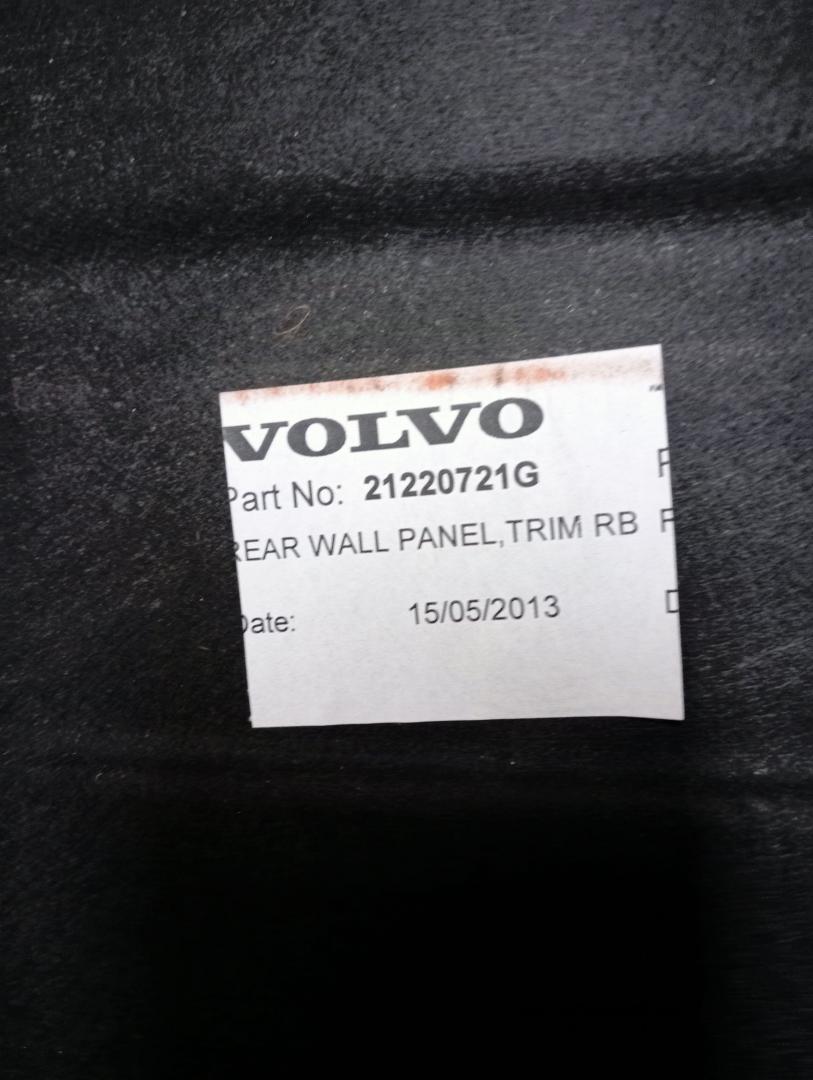 VOLVO
Part No: 21220721G
REAR WALL PANEL,TRIM RB
Date: 15/05/2013